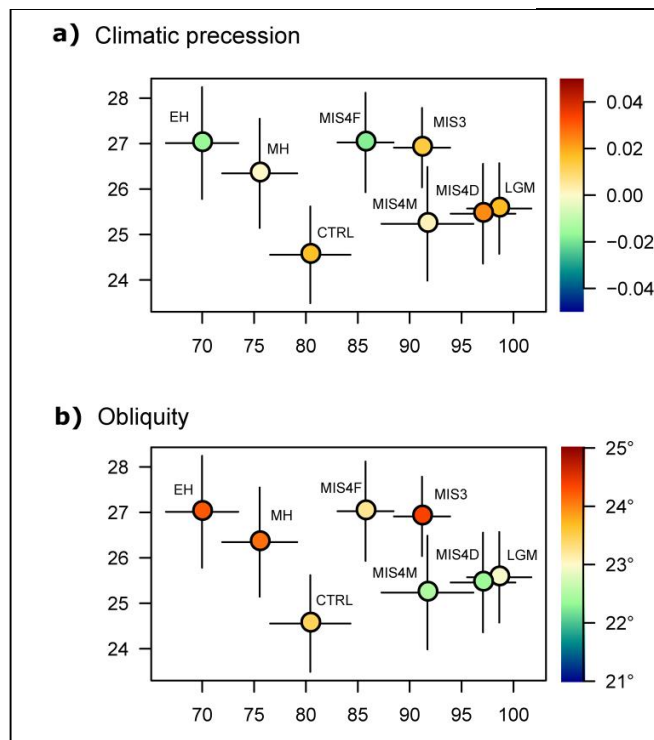 a) Climatic precession
28
27
26
25
24
EH
MH
CTRL
MIS4F
MIS3
MIS4M
MIS4D
LGM
0.04
0.02
0.00
−0.02
−0.04
70 75 80 85 90 95 100
b) Obliquity
28
27
26
25
24
EH
MH
CTRL
MIS4F
MIS3
MIS4M
MIS4D
LGM
25°
24°
23°
22°
21°
70 75 80 85 90 95 100